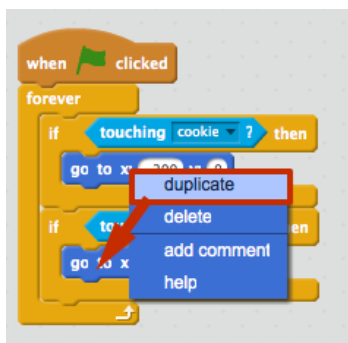 when clicked
forever
if touching cookie ? then
go to x:
duplicate
if
delete
add comment
go to x
help